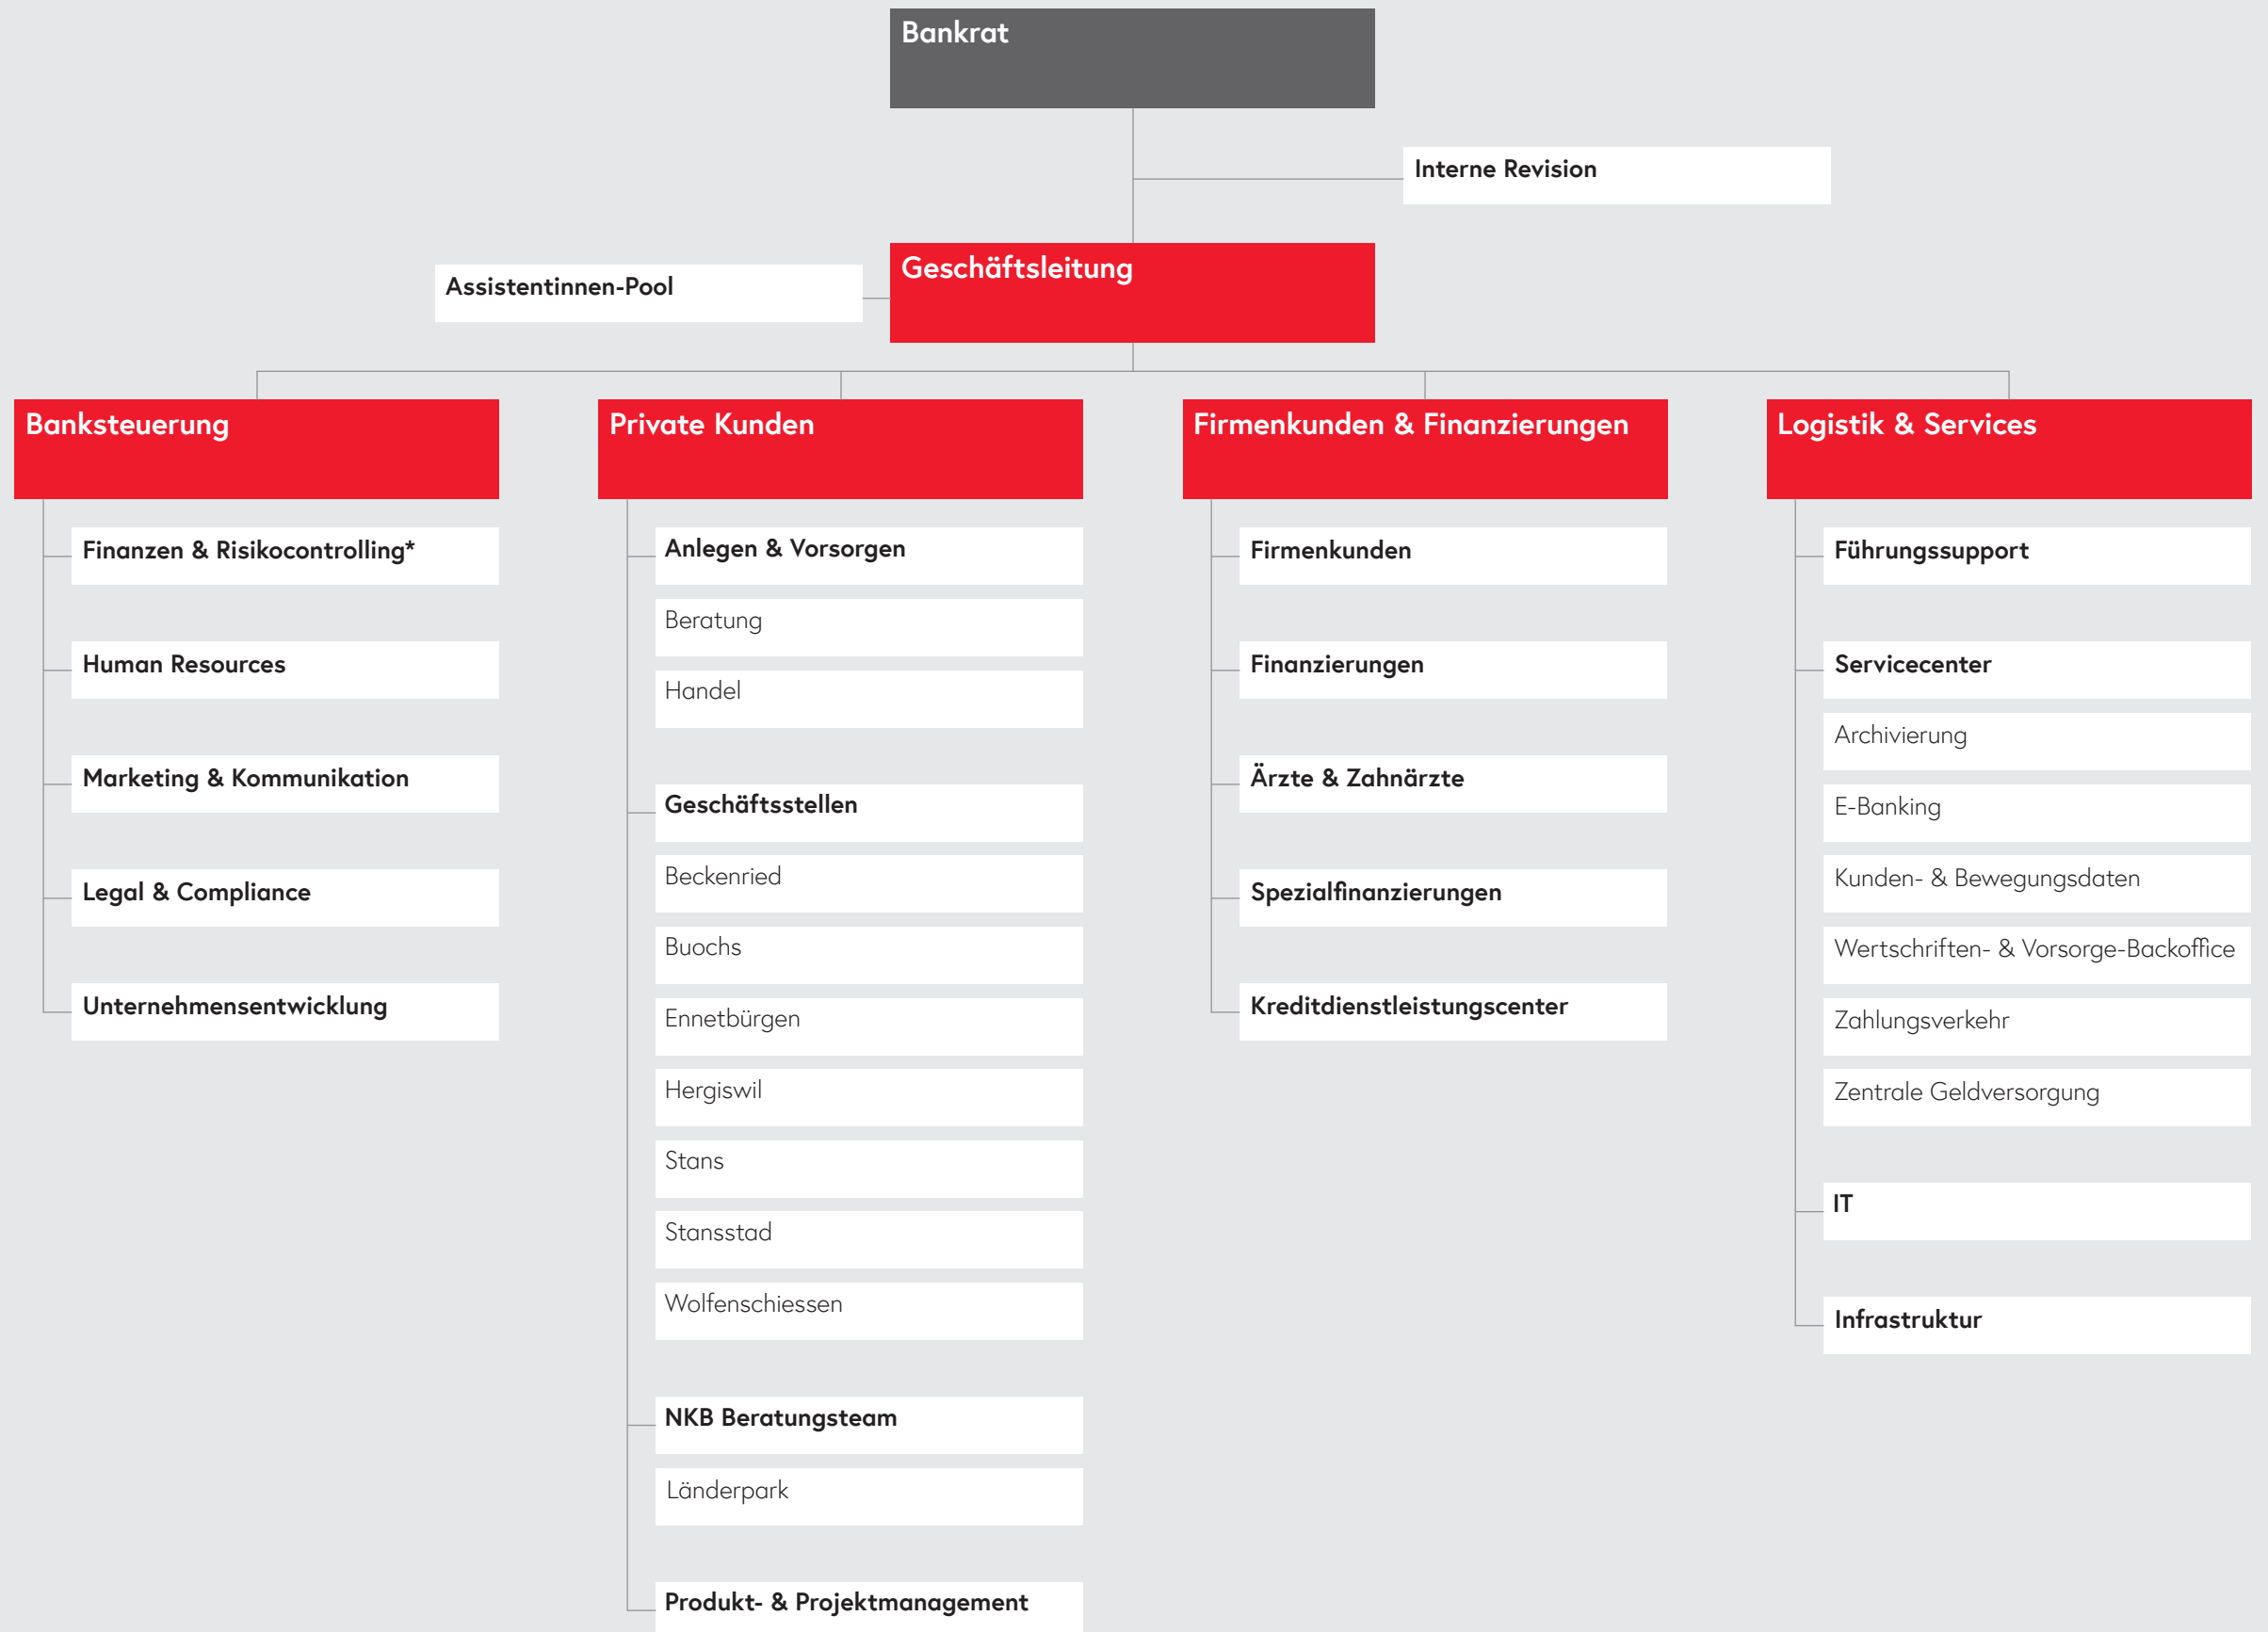 Bankrat
Interne Revision
Geschäftsleitung
Assistentinnen-Pool
Banksteuerung
Finanzen & Risikocontrolling*
Human Resources
Marketing & Kommunikation
Legal & Compliance
Unternehmensentwicklung
Private Kunden
Anlegen & Vorsorgen
Beratung
Handel
Geschäftsstellen
Beckenried
Buochs
Ennetbürgen
Hergiswil
Stans
Stansstad
Wolfenschiessen
NKB Beratungsteam
Länderpark
Produkt- & Projektmanagement
Firmenkunden & Finanzierungen
Firmenkunden
Finanzierungen
Ärzte & Zahnärzte
Spezialfinanzierungen
Kreditdienstleistungscenter
Logistik & Services
Führungssupport
Servicecenter
Archivierung
E-Banking
Kunden- & Bewegungsdaten
Wertschriften- & Vorsorge-Backoffice
Zahlungsverkehr
Zentrale Geldversorgung
IT
Infrastruktur